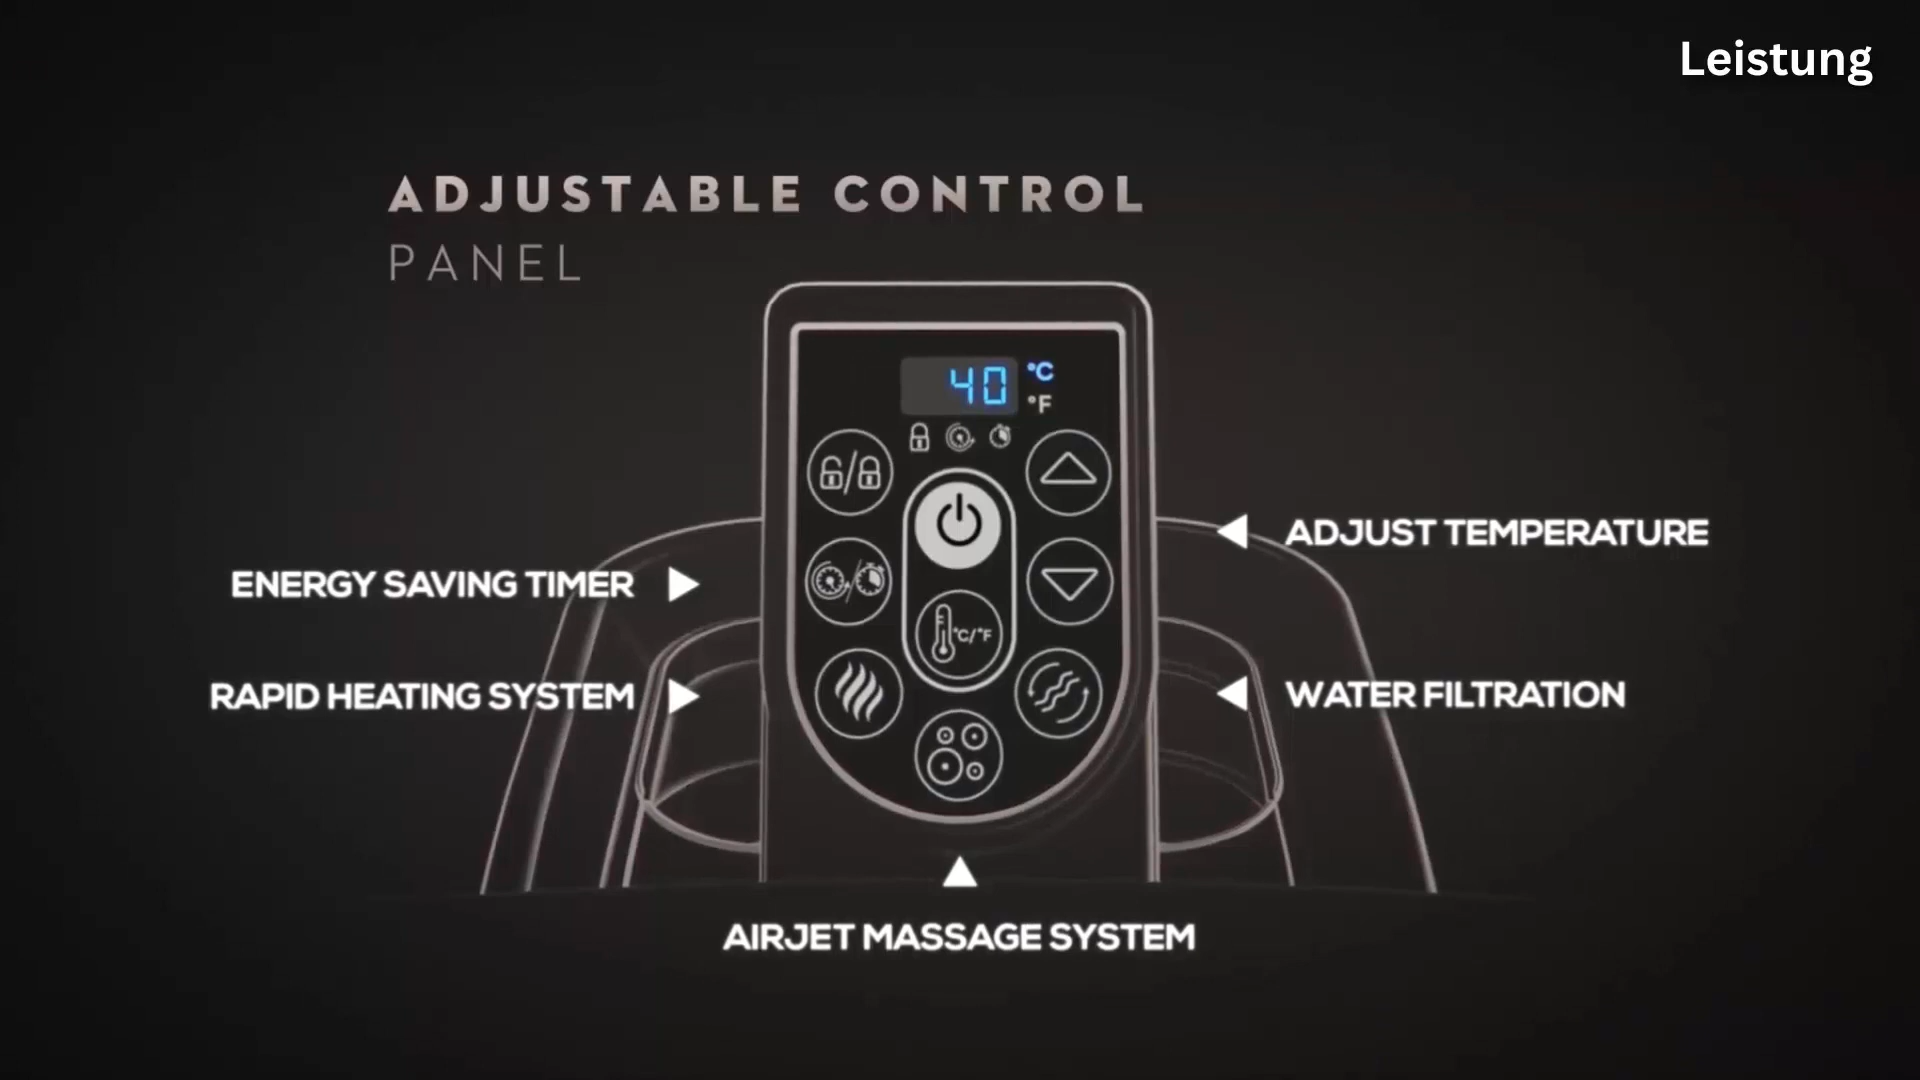 Leistung
ADJUSTABLE CONTROL
PANEL
40 °C
°F
ADJUST TEMPERATURE
ENERGY SAVING TIMER
°C/°F
RAPID HEATING SYSTEM
WATER FILTRATION
AIRJET MASSAGE SYSTEM